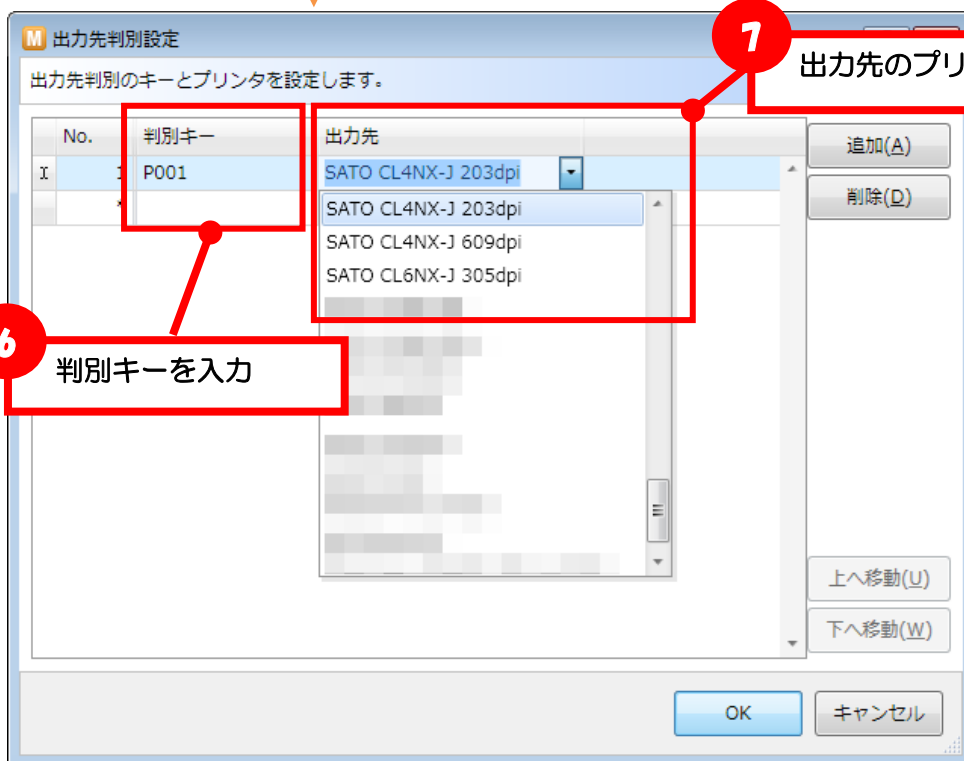 M 出力先判別設定
7
出力先のプリ
出力先判別のキーとプリンタを設定します。
No. 判別キー 出力先
追加(A)
I 1 P001 SATO CL4NX-J 203dpi
削除(D)
* SATO CL4NX-J 203dpi
SATO CL4NX-J 609dpi
SATO CL6NX-J 305dpi
6
判別キーを入力
上へ移動(U)
下へ移動(W)
OK キャンセル